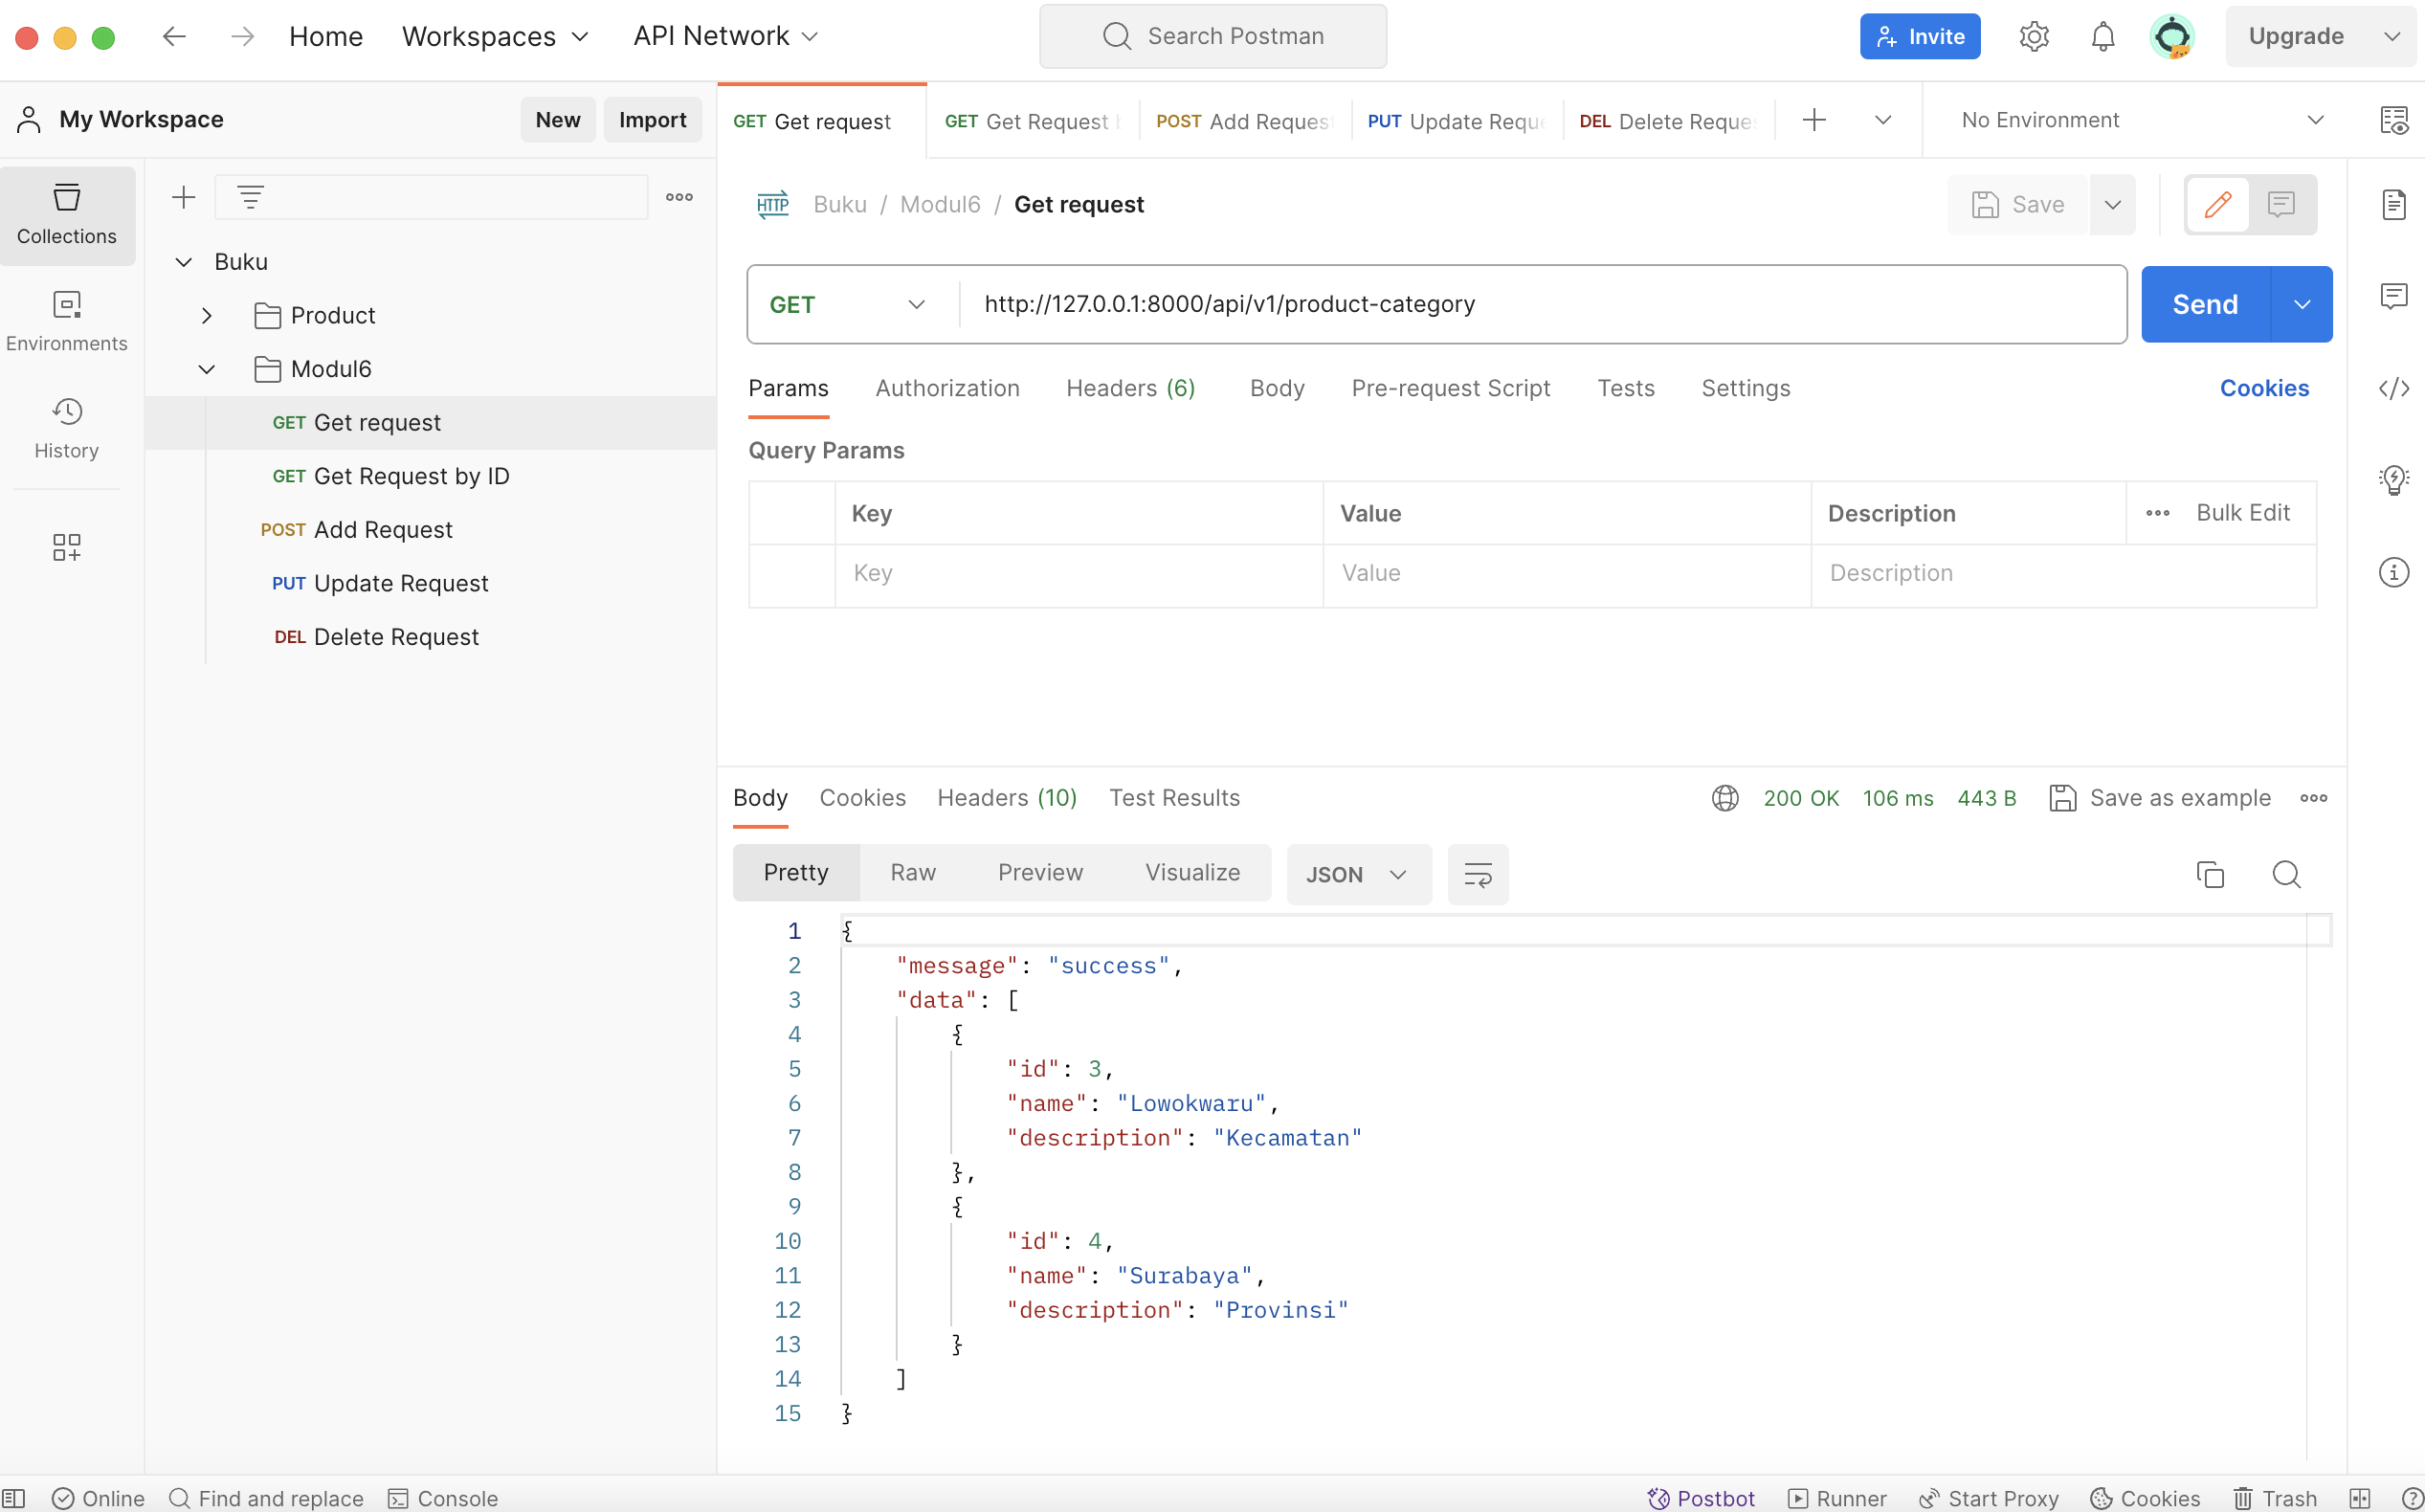 Home Workspaces API Network Search Postman Invite Upgrade
My Workspace New Import
GET Get request GET Get Request POST Add Request PUT Update DEL Delete No Environment
Collections
Environments
History
Buku
Product
Modul6
GET Get request
GET Get Request by ID
POST Add Request
PUT Update Request
DEL Delete Request
HTTP Buku / Modul6 / Get request Save
GET http://127.0.0.1:8000/api/v1/product-category Send
Params Authorization Headers (6) Body Pre-request Script Tests Settings Cookies
Query Params
Key Value Description Bulk Edit
Key Value Description
Body Cookies Headers (10) Test Results 200 OK 106 ms 443 B Save as example
Pretty Raw Preview Visualize JSON
1 {
2 "message": "success",
3 "data": [
4 {
5 "id": 3,
6 "name": "Lowokwaru",
7 "description": "Kecamatan"
8 },
9 {
10 "id": 4,
11 "name": "Surabaya",
12 "description": "Provinsi"
13 }
14 ]
15 }
Online Find and replace Console Postbot Runner Start Proxy Cookies Trash